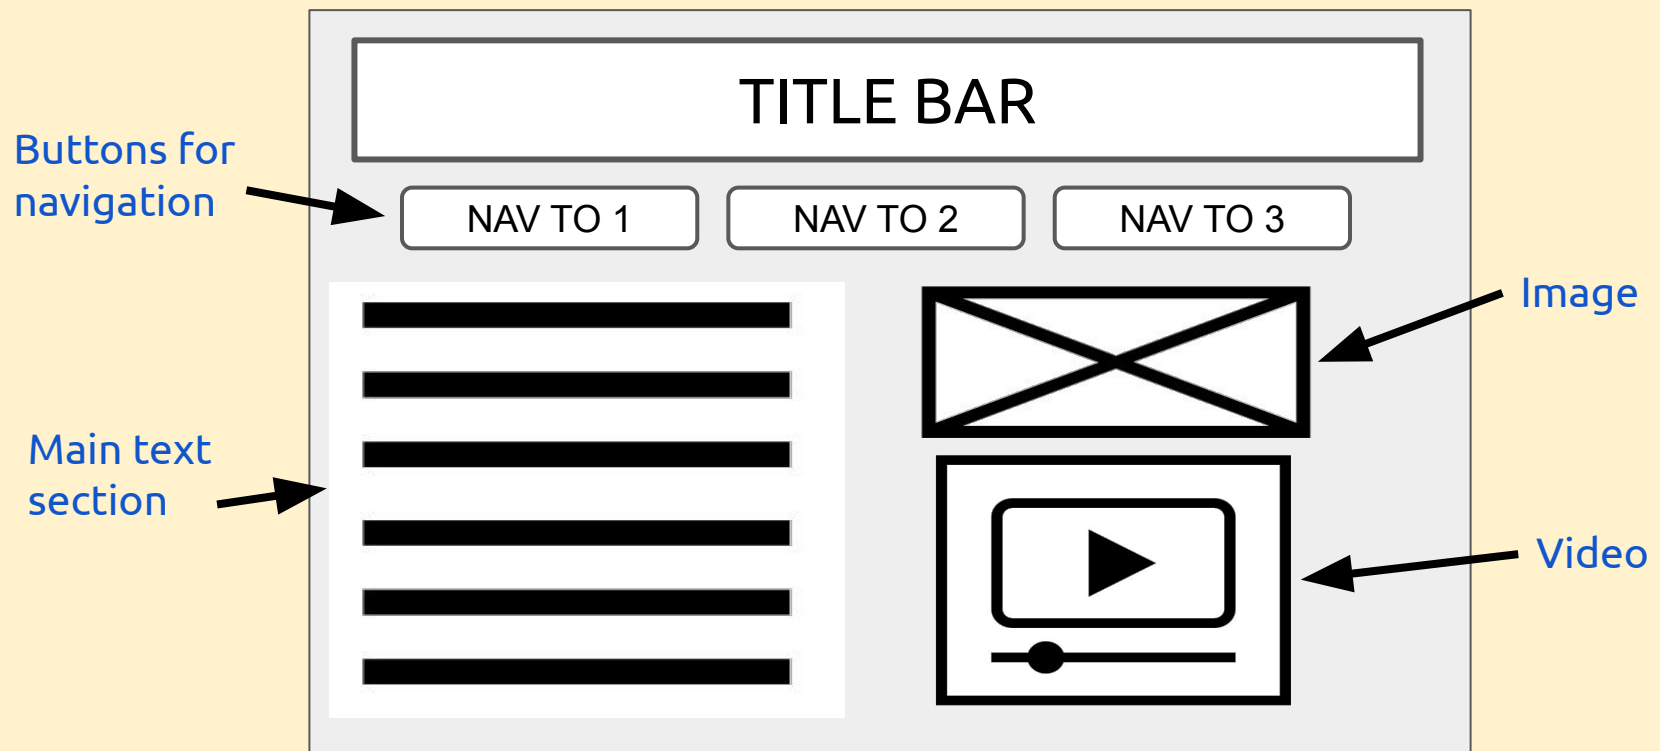 TITLE BAR
Buttons for
navigation
NAV TO 1
NAV TO 2
NAV TO 3
Image
Main text
section
Video